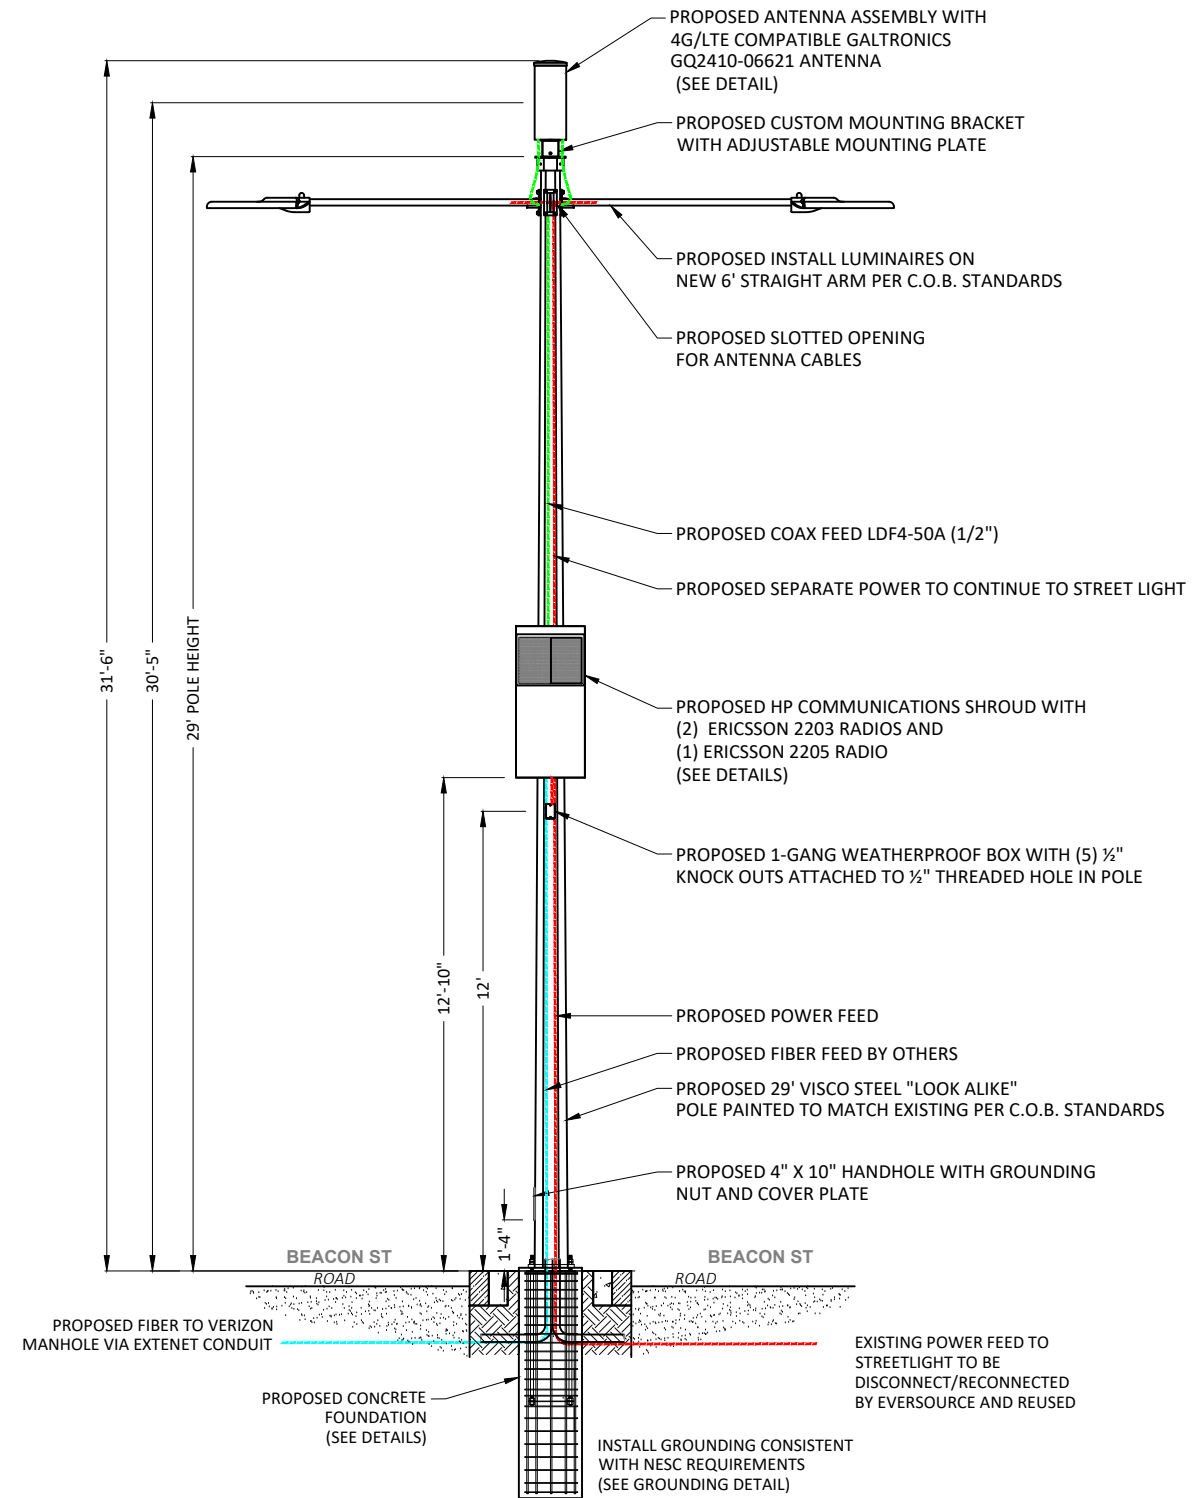 PROPOSED ANTENNA ASSEMBLY WITH
4G/LTE COMPATIBLE GALTRONICS
GQ2410-06621 ANTENNA
(SEE DETAIL)
PROPOSED CUSTOM MOUNTING BRACKET
WITH ADJUSTABLE MOUNTING PLATE
PROPOSED INSTALL LUMINAIRES ON
NEW 6' STRAIGHT ARM PER C.O.B. STANDARDS
PROPOSED SLOTTED OPENING
FOR ANTENNA CABLES
PROPOSED COAX FEED LDF4-50A (1/2")
PROPOSED SEPARATE POWER TO CONTINUE TO STREET LIGHT
31'-6"
30'-5"
29' POLE HEIGHT
PROPOSED HP COMMUNICATIONS SHROUD WITH
(2) ERICSSON 2203 RADIOS AND
(1) ERICSSON 2205 RADIO
(SEE DETAILS)
PROPOSED 1-GANG WEATHERPROOF BOX WITH (5) ½"
KNOCK OUTS ATTACHED TO ½" THREADED HOLE IN POLE
12'-10"
12'
PROPOSED POWER FEED
PROPOSED FIBER FEED BY OTHERS
PROPOSED 29' VISCO STEEL "LOOK ALIKE"
POLE PAINTED TO MATCH EXISTING PER C.O.B. STANDARDS
PROPOSED 4" X 10" HANDHOLE WITH GROUNDING
NUT AND COVER PLATE
1'-4"
BEACON ST
BEACON ST
ROAD
ROAD
PROPOSED FIBER TO VERIZON
MANHOLE VIA EXTENET CONDUIT
EXISTING POWER FEED TO
STREETLIGHT TO BE
DISCONNECT/RECONNECTED
BY EVERSOURCE AND REUSED
PROPOSED CONCRETE
FOUNDATION
(SEE DETAILS)
INSTALL GROUNDING CONSISTENT
WITH NESC REQUIREMENTS
(SEE GROUNDING DETAIL)